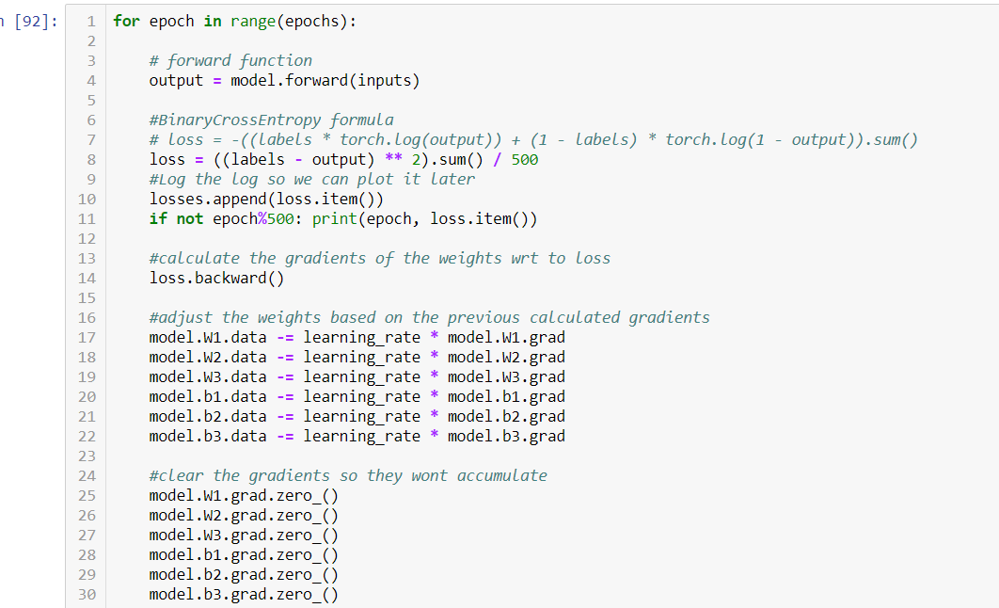 n [92]:
1 for epoch in range(epochs):
2
3 # forward function
4 output = model.forward(inputs)
5
6 #BinaryCrossEntropy formula
7 # loss = -((labels * torch.log(output)) + (1 - labels) * torch.log(1 - output)).sum()
8 loss = ((labels - output) ** 2).sum() / 500
9 #Log the log so we can plot it later
10 losses.append(loss.item())
11 if not epoch%500: print(epoch, loss.item())
12
13 #calculate the gradients of the weights wrt to loss
14 loss.backward()
15
16 #adjust the weights based on the previous calculated gradients
17 model.W1.data -= learning_rate * model.W1.grad
18 model.W2.data -= learning_rate * model.W2.grad
19 model.W3.data -= learning_rate * model.W3.grad
20 model.b1.data -= learning_rate * model.b1.grad
21 model.b2.data -= learning_rate * model.b2.grad
22 model.b3.data -= learning_rate * model.b3.grad
23
24 #clear the gradients so they wont accumulate
25 model.W1.grad.zero_()
26 model.W2.grad.zero_()
27 model.W3.grad.zero_()
28 model.b1.grad.zero_()
29 model.b2.grad.zero_()
30 model.b3.grad.zero_()